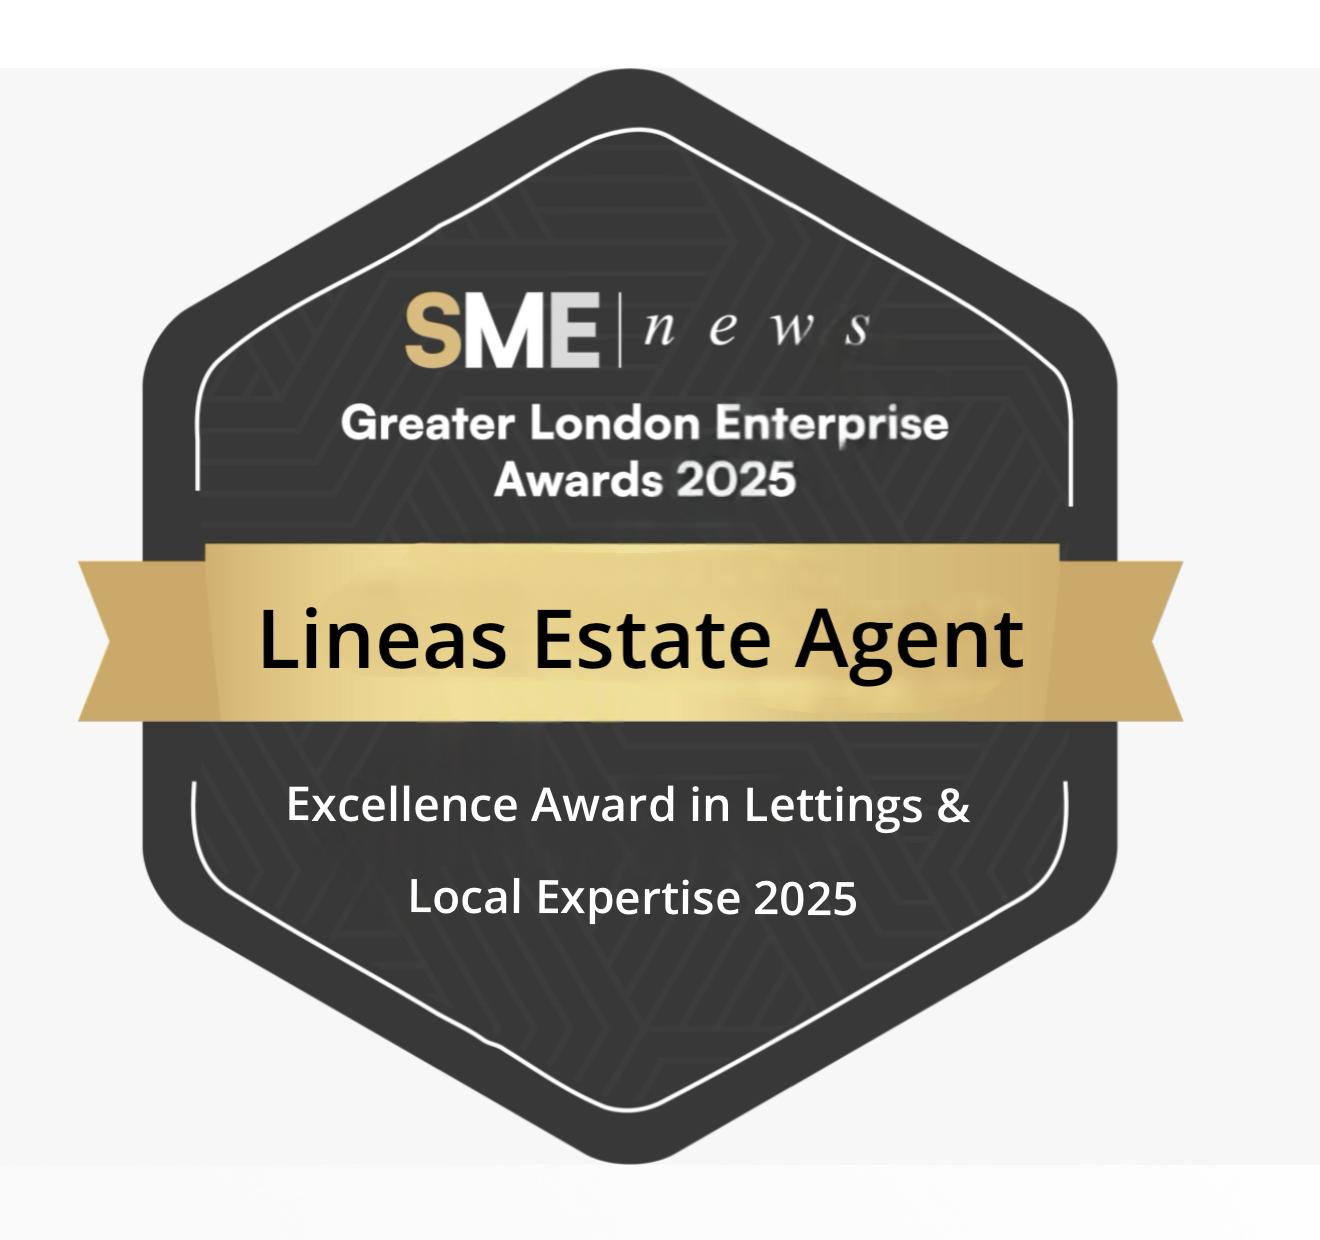 SME | news
Greater London Enterprise
Awards 2025
Lineas Estate Agent
Excellence Award in Lettings &
Local Expertise 2025